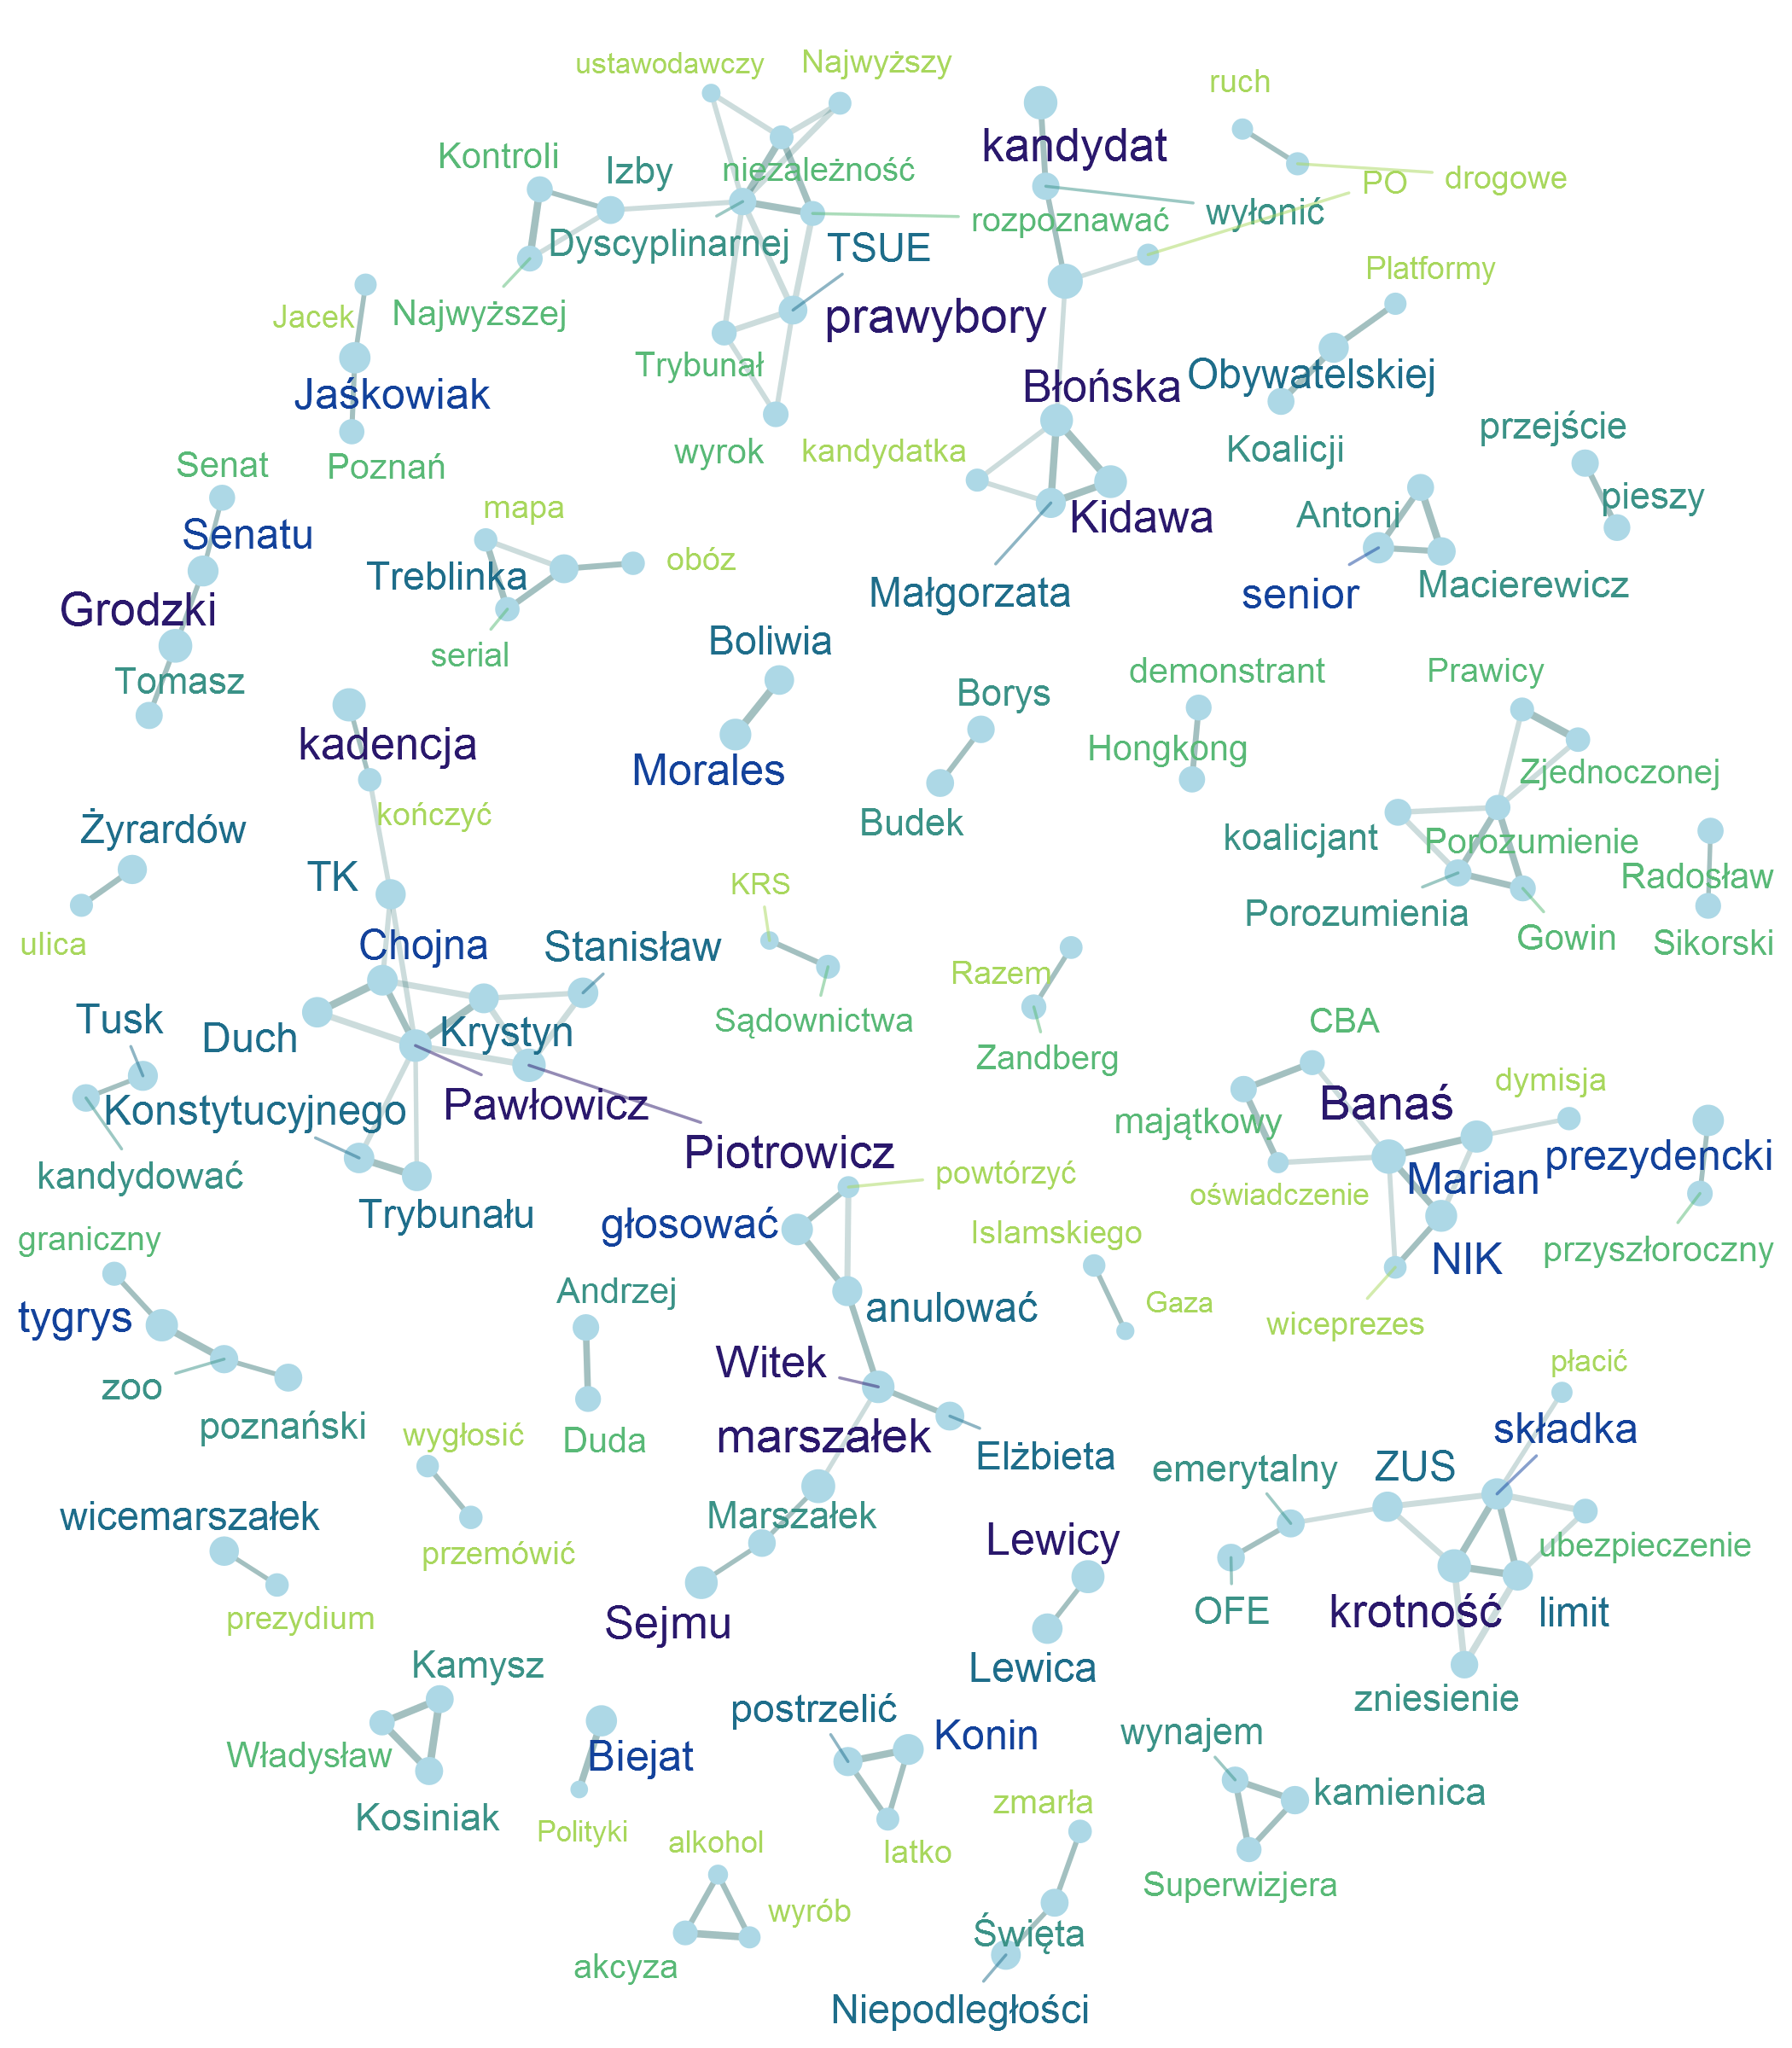 ustawodawczy
Najwyższy
ruch
kandydat
Kontroli
Izby
niezależność
PO
drogowe
rozpoznawać
wyłonić
Dyscyplinarnej
TSUE
Platformy
Jacek
Najwyższej
prawybory
Trybunał
Jaśkowiak
Błońska
Obywatelskiej
przejście
wyrok
kandydatka
Koalicji
Senat
Poznań
pieszy
mapa
Antoni
Kidawa
Senatu
obóz
Treblinka
Małgorzata
senior
Macierewicz
Grodzki
serial
Boliwia
Tomasz
demonstrant
Prawicy
Borys
kadencja
Hongkong
Morales
Zjednoczonej
kończyć
Budek
Żyrardów
koalicjant
Porozumienie
TK
KRS
Radosław
Porozumienia
ulica
Chojna
Stanisław
Gowin
Sikorski
Razem
Tusk
Duch
Krystyn
Sądownictwa
CBA
Zandberg
Konstytucyjnego
Pawłowicz
Banaś
dymisja
majątkowy
Piotrowicz
prezydencki
kandydować
powtórzyć
Marian
oświadczenie
Trybunału
głosować
graniczny
Islamskiego
NIK
przyszłoroczny
Andrzej
tygrys
anulować
Gaza
wiceprezes
Witek
płacić
zoo
poznański
wygłosić
Duda
marszałek
Elżbieta
składka
emerytalny
ZUS
wicemarszałek
Marszałek
Lewicy
ubezpieczenie
przemówić
prezydium
Sejmu
OFE
krotność
limit
Kamysz
Lewica
zniesienie
postrzelić
Konin
wynajem
Władysław
Biejat
kamienica
Kosiniak
zmarła
Polityki
alkohol
latko
Superwizjera
wyrób
Święta
akcyza
Niepodległości